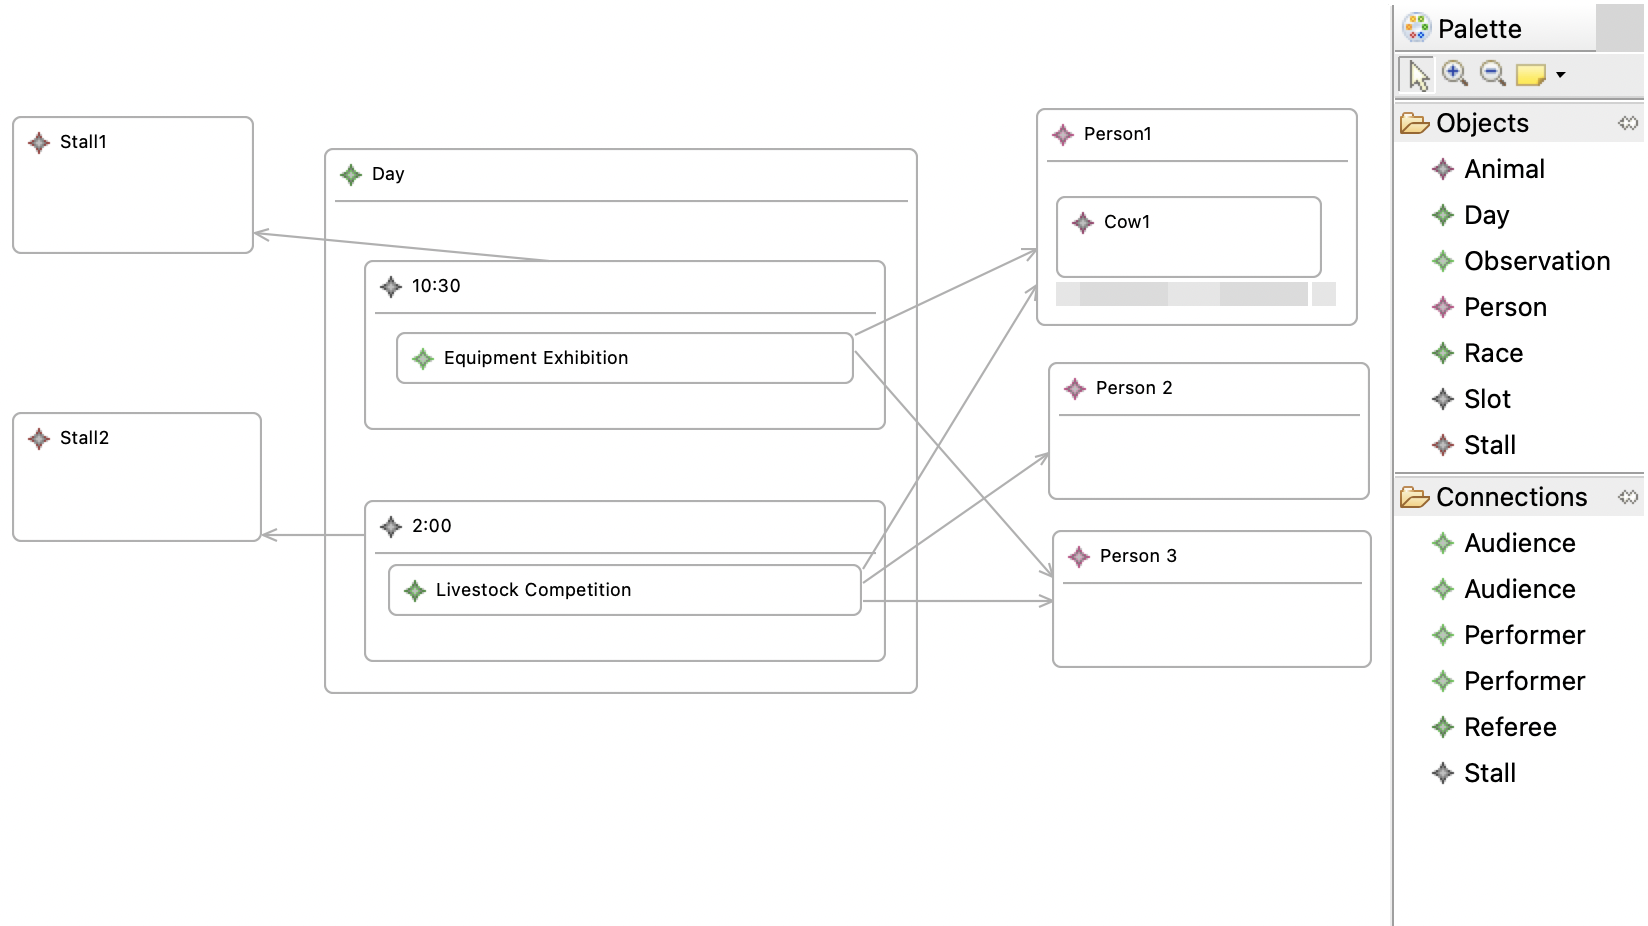 Stall1
Stall2
Day
10:30
Equipment Exhibition
2:00
Livestock Competition
Person1
Cow1
Person 2
Person 3
Palette
Objects
Animal
Day
Observation
Person
Race
Slot
Stall
Connections
Audience
Audience
Performer
Performer
Referee
Stall